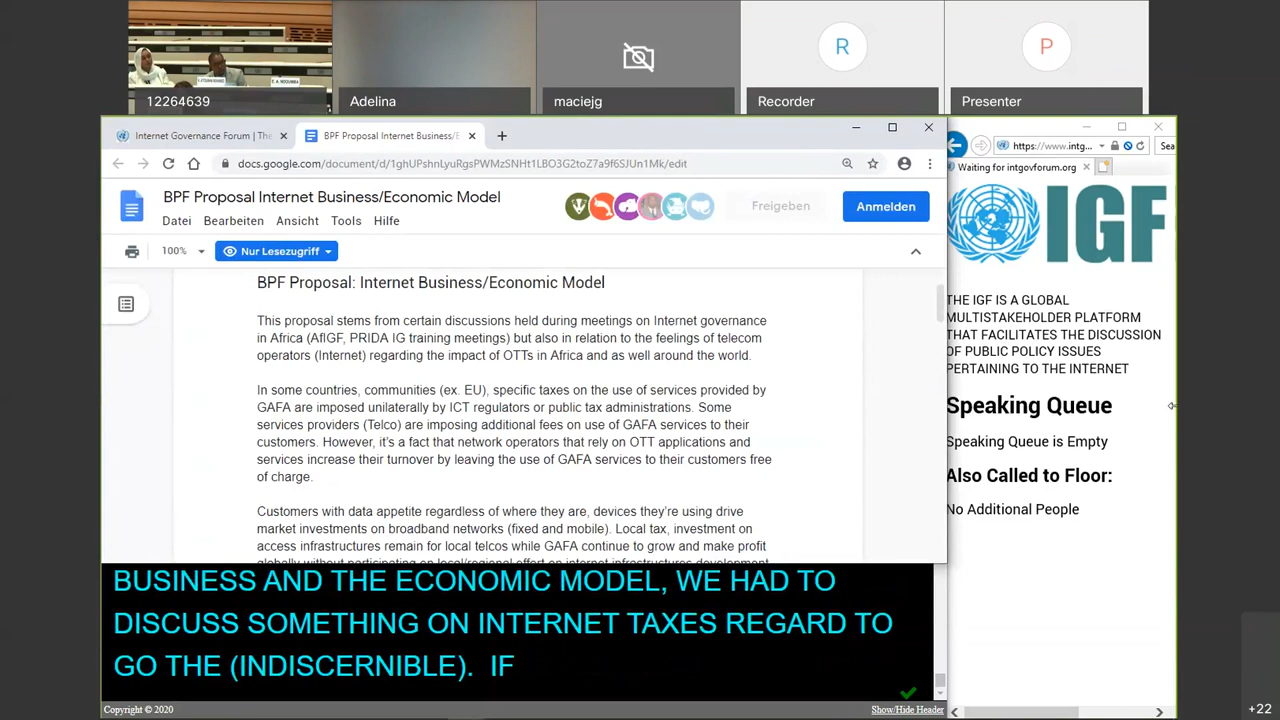 12264639
Adelina
maciejg
R
Recorder
P
Presenter
Internet Governance Forum | The
BPF Proposal Internet Business/E
docs.google.com/document/d/1ghUPshnLyuRgsPWMzSNHt1LBO3G2toZ7a9f6SJUn1Mk/edit
BPF Proposal Internet Business/Economic Model
Datei Bearbeiten Ansicht Tools Hilfe
Freigeben
Anmelden
100%
Nur Lesezugriff
BPF Proposal: Internet Business/Economic Model
This proposal stems from certain discussions held during meetings on Internet governance
in Africa (AfIGF, PRIDA IG training meetings) but also in relation to the feelings of telecom
operators (Internet) regarding the impact of OTTs in Africa and as well around the world.
In some countries, communities (ex. EU), specific taxes on the use of services provided by
GAFA are imposed unilaterally by ICT regulators or public tax administrations. Some
services providers (Telco) are imposing additional fees on use of GAFA services to their
customers. However, it's a fact that network operators that rely on OTT applications and
services increase their turnover by leaving the use of GAFA services to their customers free
of charge.
Customers with data appetite regardless of where they are, devices they're using drive
market investments on broadband networks (fixed and mobile). Local tax, investment on
access infrastructures remain for local telcos while GAFA continue to grow and make profit
globally without participating on local/regional effort on internet infrastructures development
BUSINESS AND THE ECONOMIC MODEL, WE HAD TO
DISCUSS SOMETHING ON INTERNET TAXES REGARD TO
GO THE (INDISCERNIBLE). IF
Copyright © 2020
Show/Hide Header
https://www.intg...
Sea
Waiting for intgovforum.org
IGF
THE IGF IS A GLOBAL
MULTISTAKEHOLDER PLATFORM
THAT FACILITATES THE DISCUSSION
OF PUBLIC POLICY ISSUES
PERTAINING TO THE INTERNET
Speaking Queue
Speaking Queue is Empty
Also Called to Floor:
No Additional People
+22